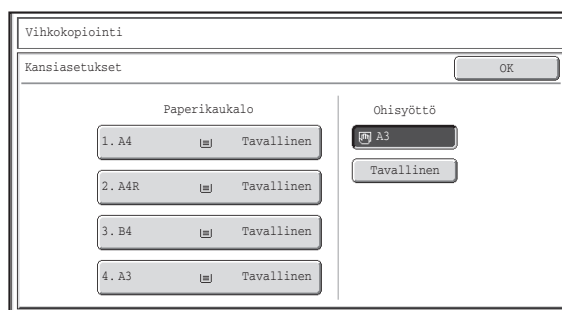 Vihkokopiointi
Kansiasetukset
OK
Paperikaukalo
1. A4 Tavallinen
2. A4R Tavallinen
3. B4 Tavallinen
4. A3 Tavallinen
Ohisyöttö
A3
Tavallinen